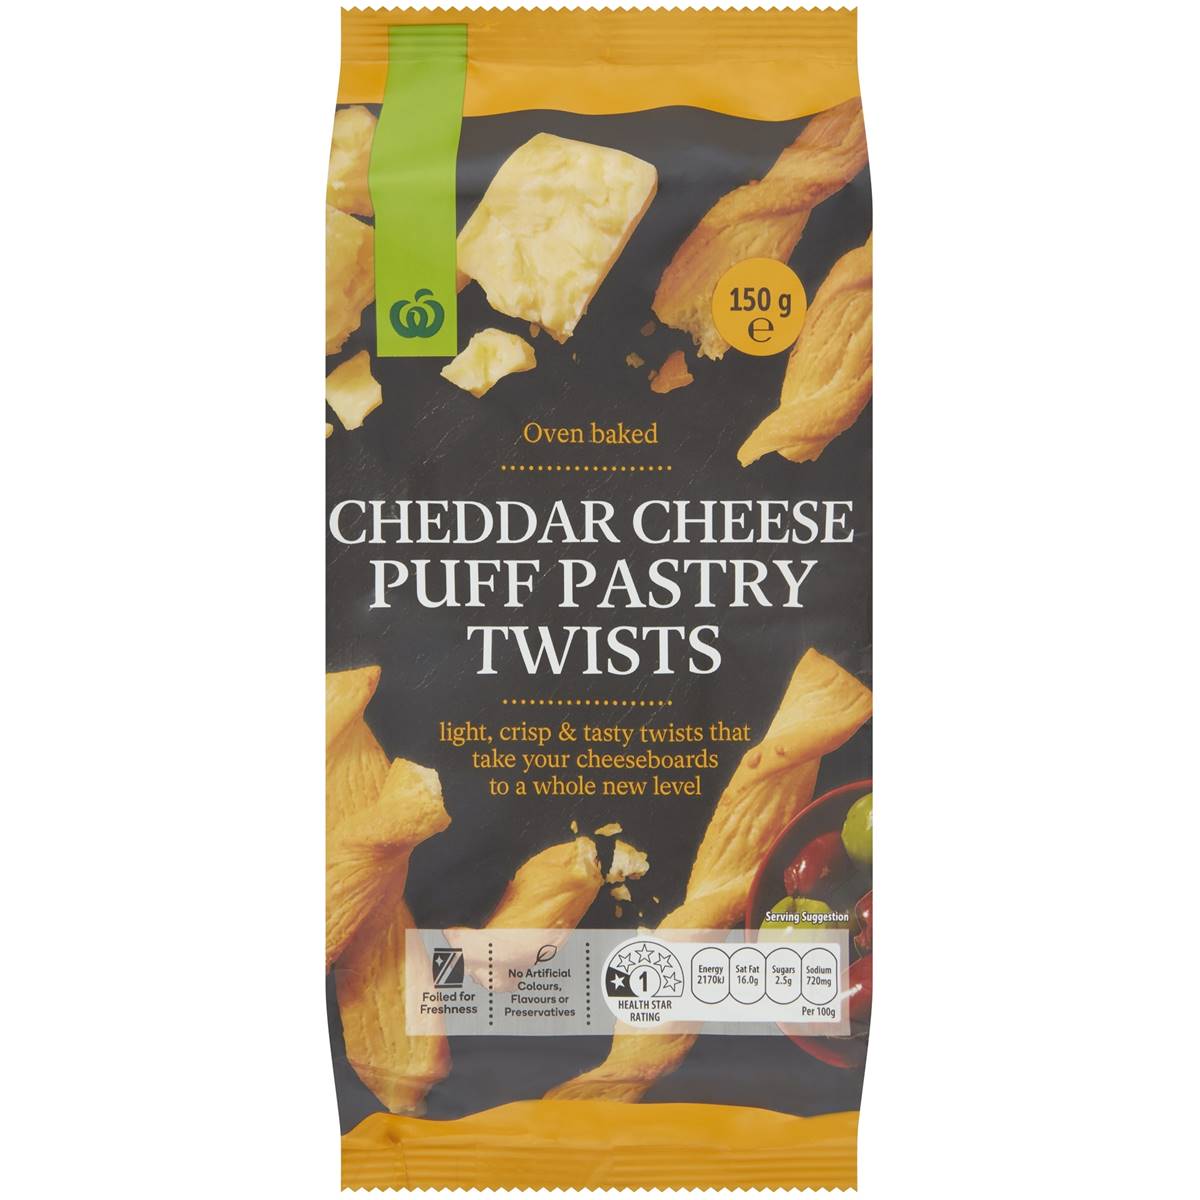 150 g
℮
Oven baked
CHEDDAR CHEESE
PUFF PASTRY
TWISTS
light, crisp & tasty twists that
take your cheeseboards
to a whole new level
Serving Suggestion
Foiled for
Freshness
No Artificial
Colours,
Flavours or
Preservatives
1
HEALTH STAR
RATING
Energy
2170kJ
Sat Fat
16.0g
Sugars
2.5g
Sodium
720mg
Per 100g